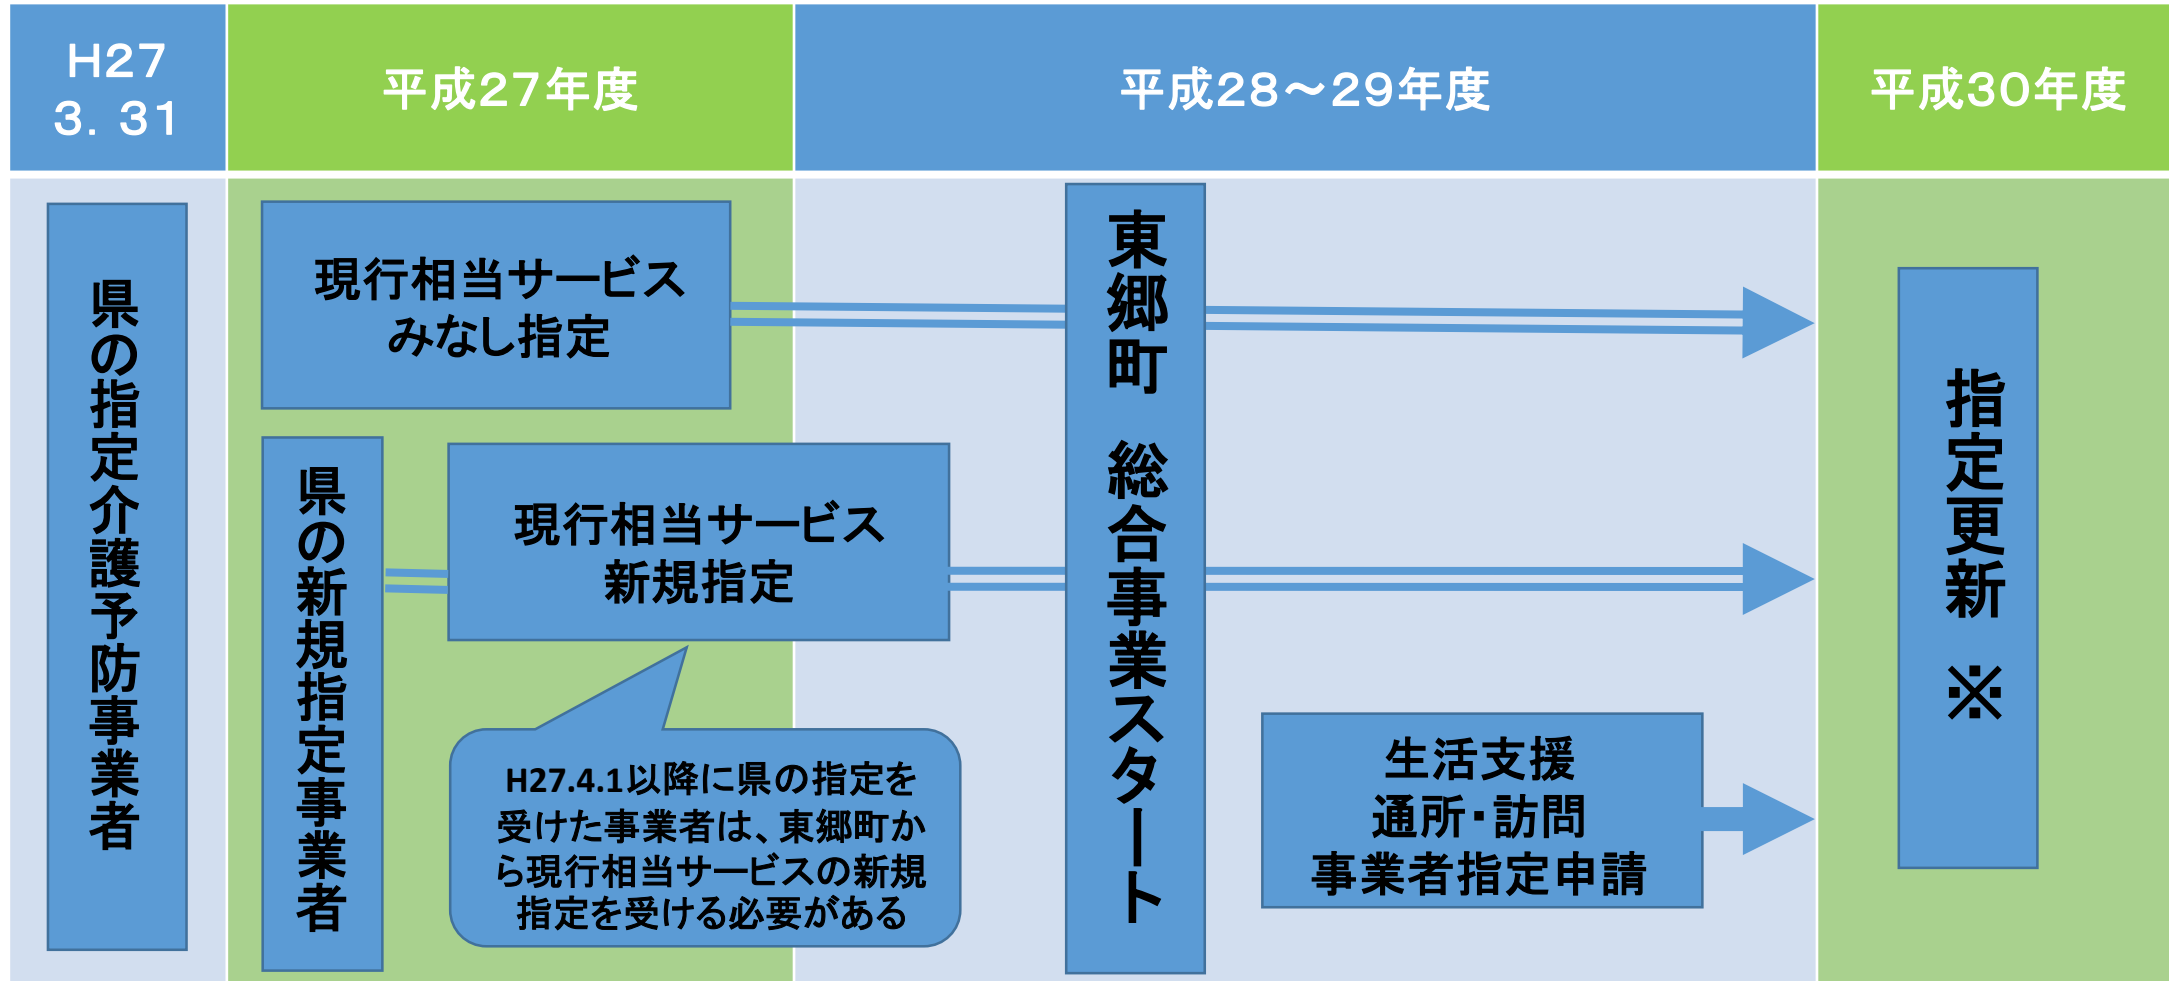 H27
3. 31
平成27年度
平成28～29年度
平成30年度
県の指定介護予防事業者
現行相当サービス
みなし指定
県の新規指定事業者
現行相当サービス
新規指定
H27.4.1以降に県の指定を
受けた事業者は、東郷町か
ら現行相当サービスの新規
指定を受ける必要がある
東郷町　総合事業スタート
生活支援
通所・訪問
事業者指定申請
指定更新　※